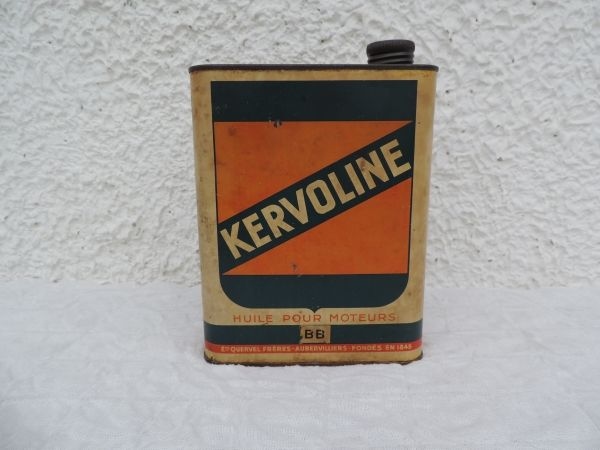 KERVOLINE
HUILE POUR MOTEURS
BB
Ets QUERVEL FRÈRES - AUBERVILLIERS - FONDÉS EN 1848